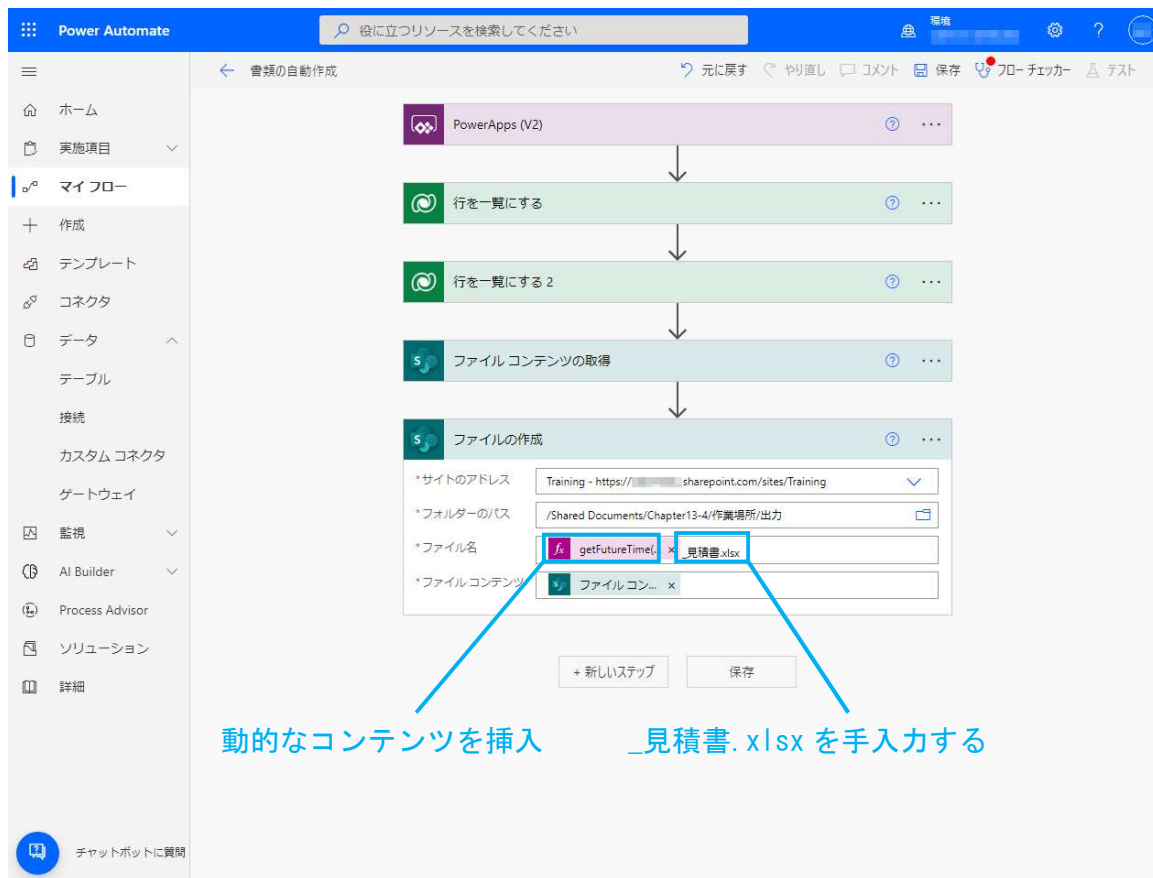 Power Automate
役に立つリソースを検索してください
環境
書類の自動作成
元に戻す
やり直し
コメント
保存
フロー チェッカー
テスト
ホーム
実施項目
マイ フロー
作成
テンプレート
コネクタ
データ
テーブル
接続
カスタム コネクタ
ゲートウェイ
監視
AI Builder
Process Advisor
ソリューション
詳細
チャットボットに質問
PowerApps (V2)
行を一覧にする
行を一覧にする 2
ファイル コンテンツの取得
ファイルの作成
*サイトのアドレス
Training - https:// sharepoint.com/sites/Training
*フォルダーのパス
/Shared Documents/Chapter13-4/作業場所/出力
*ファイル名
fx getFutureTime(... × _見積書.xlsx
*ファイル コンテンツ
ファイル コン... ×
+ 新しいステップ
保存
動的なコンテンツを挿入
_見積書.xlsx を手入力する